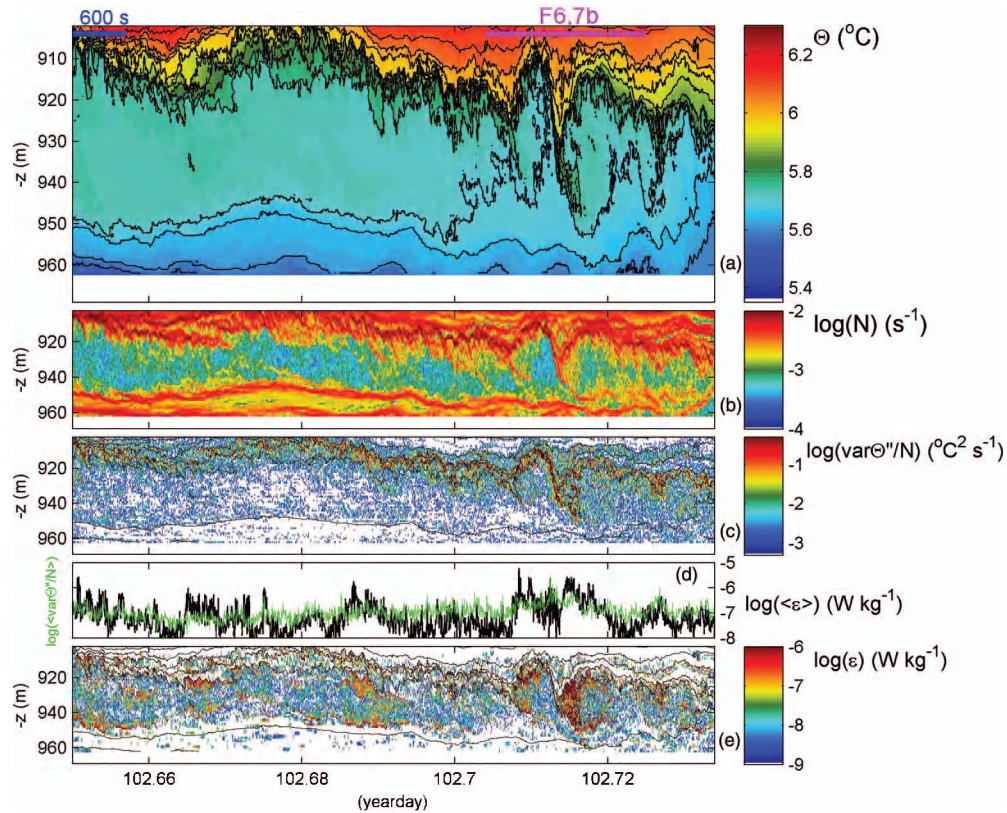 600 s
F6,7b
Θ (°C)
-z (m)
910
920
930
940
950
960
(a)
6.2
6
5.8
5.6
5.4
-z (m)
920
940
960
(b)
-2
-3
-4
log(N) (s⁻¹)
-z (m)
920
940
960
(c)
-1
-2
-3
log(varΘ"/N) (°C² s⁻¹)
log(<varΘ"/N>)
(d)
-5
-6
-7
-8
log(<ε>) (W kg⁻¹)
-z (m)
920
940
960
(e)
-6
-7
-8
-9
log(ε) (W kg⁻¹)
102.66 102.68 102.7 102.72
(yearday)